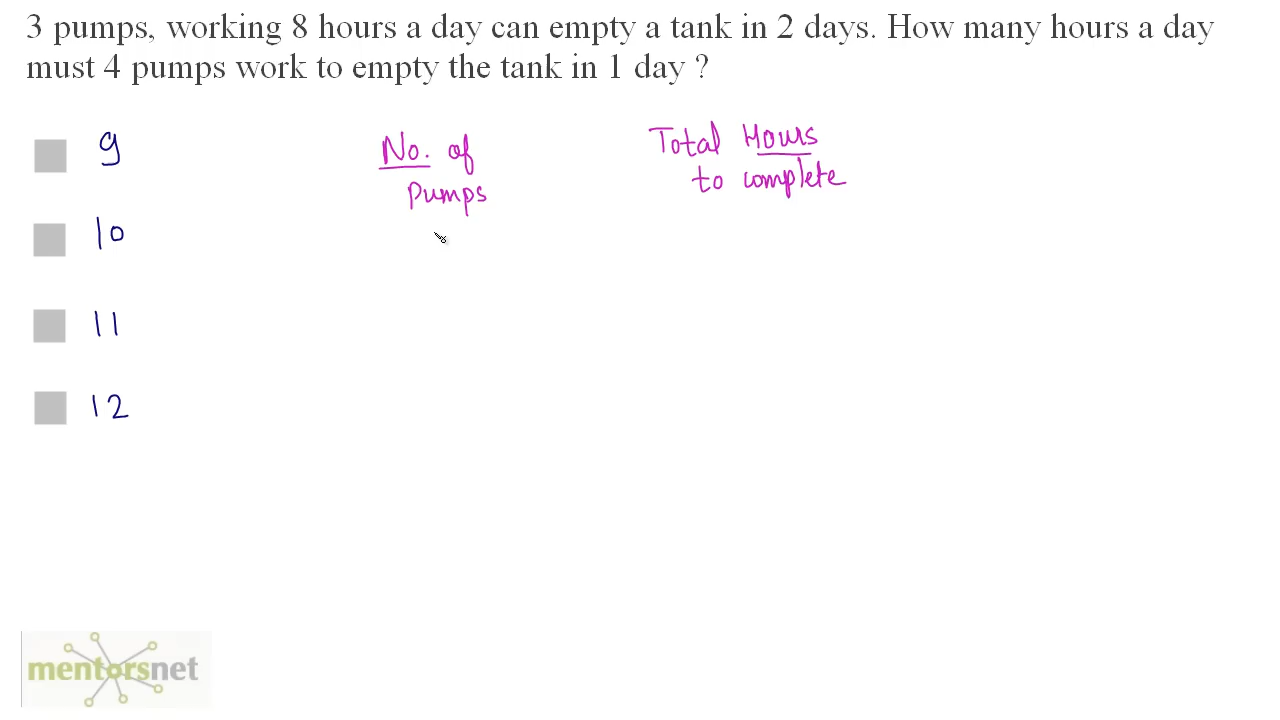 3 pumps, working 8 hours a day can empty a tank in 2 days. How many hours a day
must 4 pumps work to empty the tank in 1 day ?
9
10
11
12
No. of
Pumps
Total Hours
to complete
mentorsnet